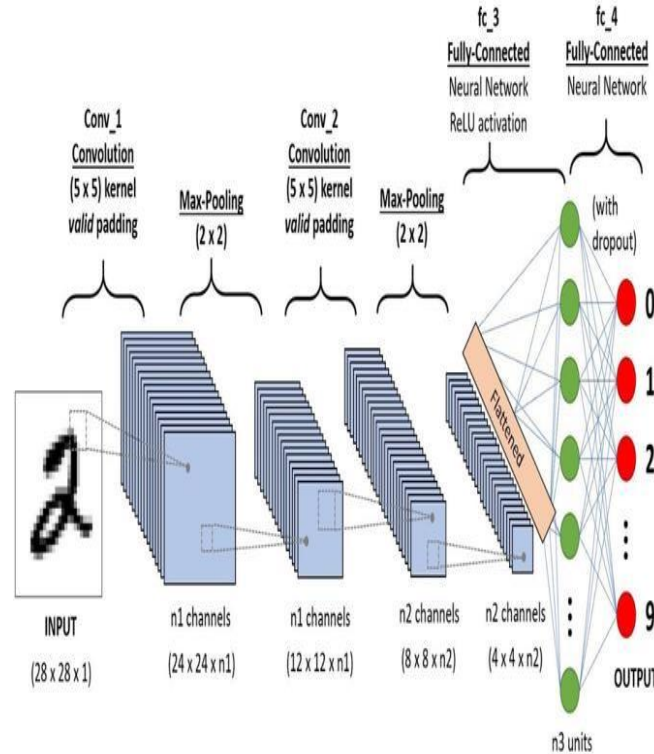 fc_3
Fully-Connected
Neural Network
ReLU activation
fc_4
Fully-Connected
Neural Network
Conv_1
Convolution
(5 x 5) kernel
valid padding
Max-Pooling
(2 x 2)
Conv_2
Convolution
(5 x 5) kernel
valid padding
Max-Pooling
(2 x 2)
(with
dropout)
Flattened
0
1
2
9
2
INPUT
(28 x 28 x 1)
n1 channels
(24 x 24 x n1)
n1 channels
(12 x 12 x n1)
n2 channels
(8 x 8 x n2)
n2 channels
(4 x 4 x n2)
OUTPUT
n3 units